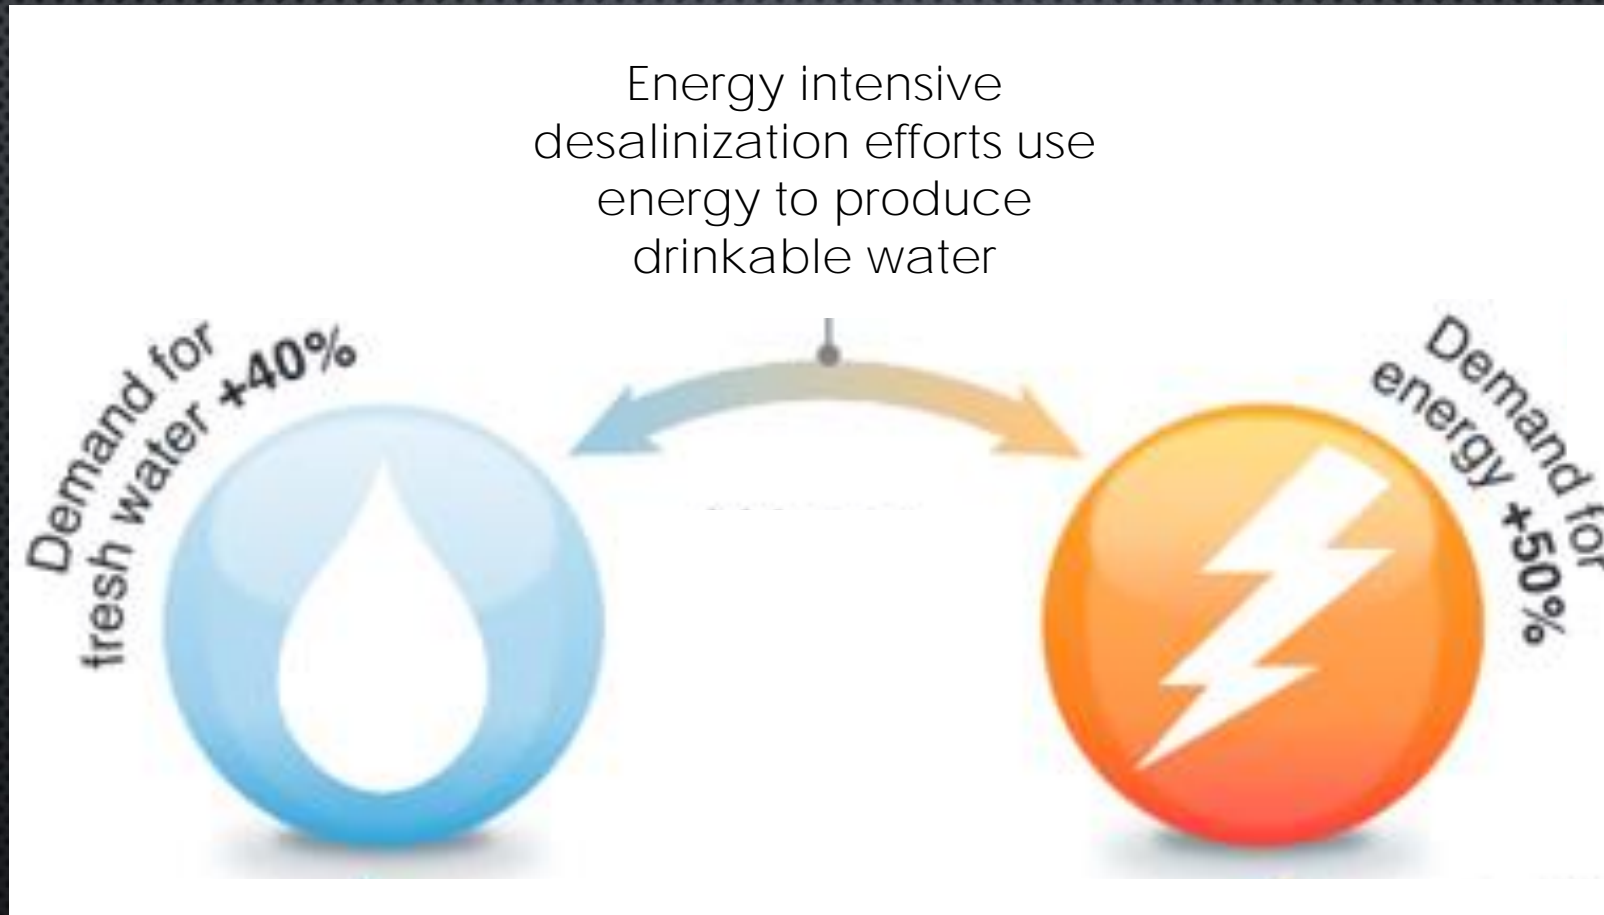 Energy intensive
desalinization efforts use
energy to produce
drinkable water
Demand for
fresh water +40%
Demand for
energy +50%